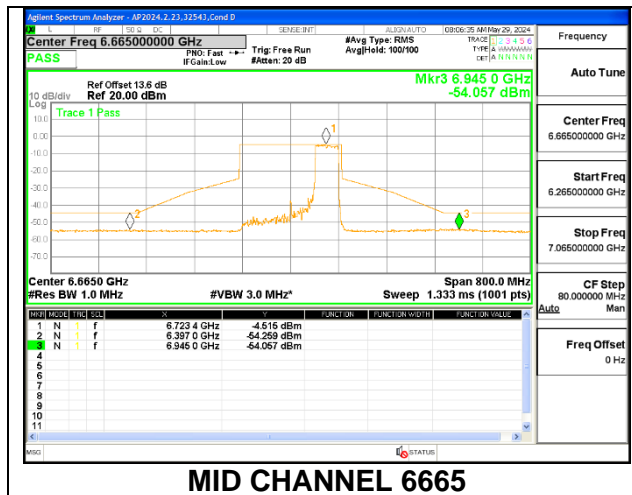 Agilent Spectrum Analyzer - AP2024.2.23,32543,Cond D
L RF 50 Ω DC SENSE:INT ALIGNAUTO 08:06:35 AM May 29, 2024
Center Freq 6.665000000 GHz
PASS
PNO: Fast
IFGain:Low
Trig: Free Run
#Atten: 20 dB
#Avg Type: RMS
Avg|Hold: 100/100
TRACE 1 2 3 4 5 6
TYPE A WWWWW
DET A N N N N N
Mkr3 6.945 0 GHz
-54.057 dBm
Ref Offset 13.6 dB
10 dB/div Ref 20.00 dBm
Log
Trace 1 Pass
10.0
0.00
-10.0
-20.0
-30.0
-40.0
-50.0
-60.0
-70.0
1
2
3
Center 6.6650 GHz Span 800.0 MHz
#Res BW 1.0 MHz #VBW 3.0 MHz* Sweep 1.333 ms (1001 pts)
MKR MODE TRC SCL X Y FUNCTION FUNCTION WIDTH FUNCTION VALUE
1 N 1 f 6.723 4 GHz -4.515 dBm
2 N 1 f 6.397 0 GHz -54.259 dBm
3 N 1 f 6.945 0 GHz -54.057 dBm
4
5
6
7
8
9
10
11
MSG STATUS
Frequency
Auto Tune
Center Freq
6.665000000 GHz
Start Freq
6.265000000 GHz
Stop Freq
7.065000000 GHz
CF Step
80.000000 MHz
Auto Man
Freq Offset
0 Hz
MID CHANNEL 6665